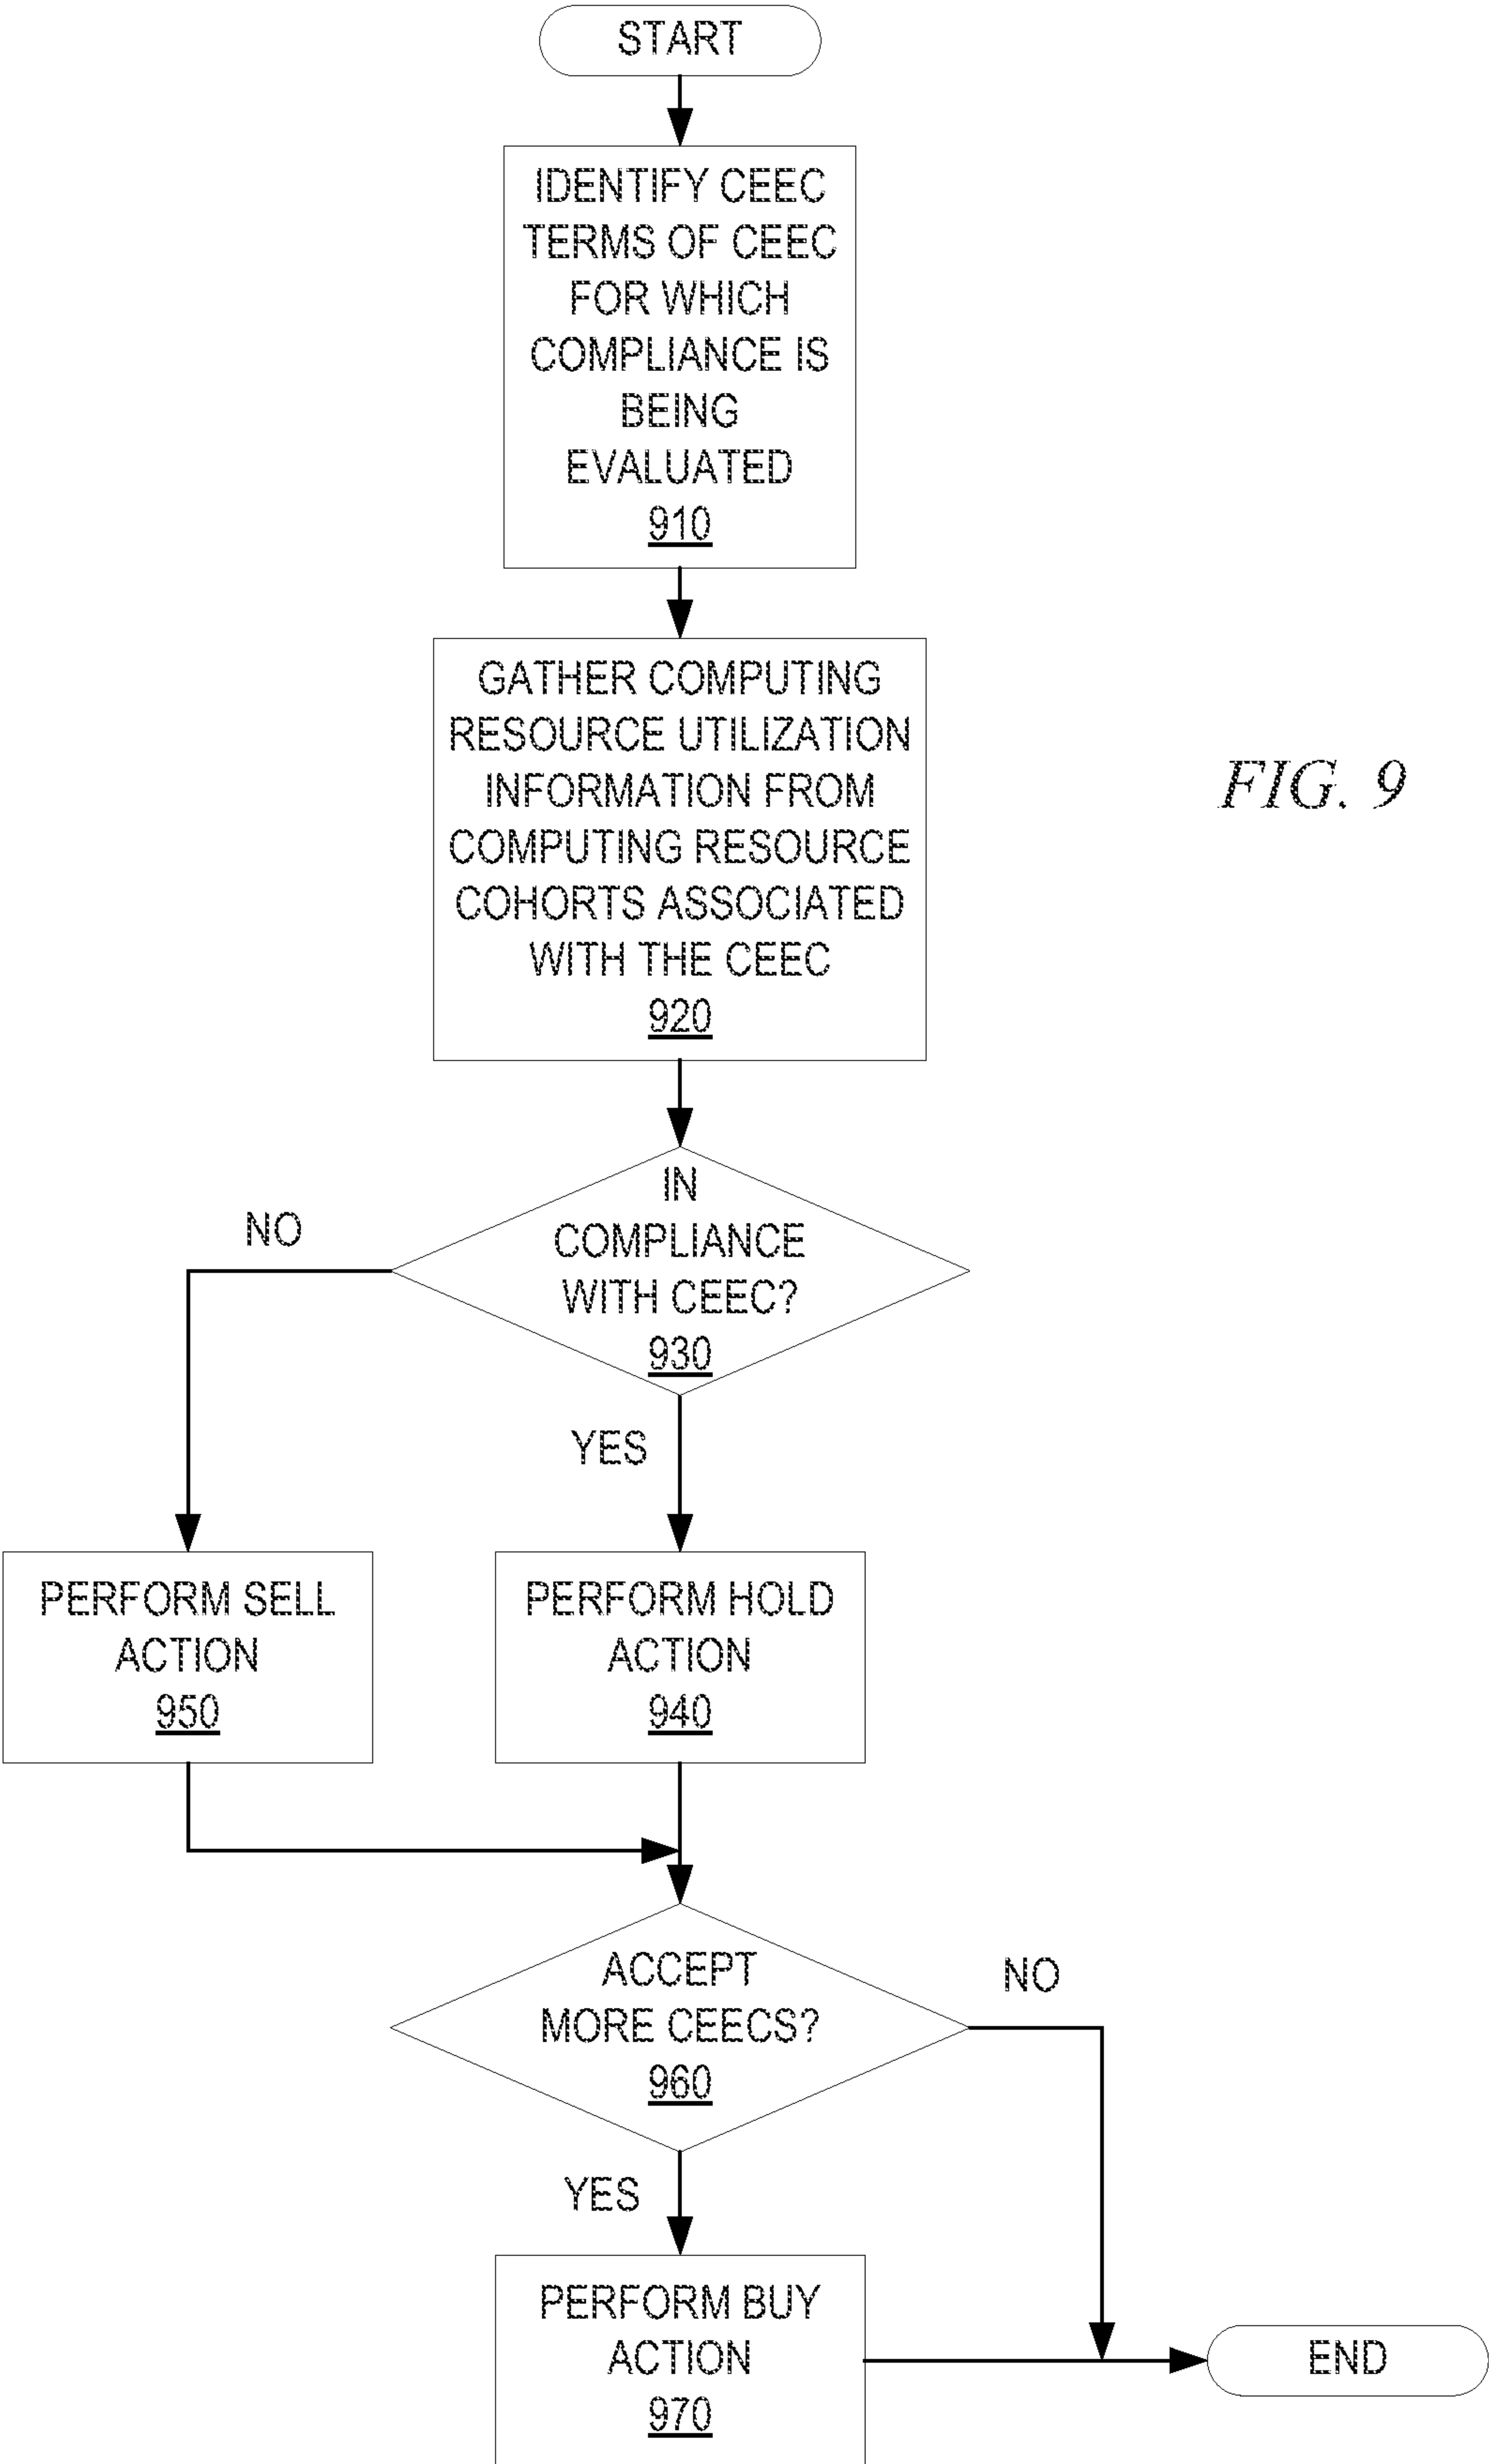 START
IDENTIFY CEEC
TERMS OF CEEC
FOR WHICH
COMPLIANCE IS
BEING
EVALUATED
910
GATHER COMPUTING
RESOURCE UTILIZATION
INFORMATION FROM
COMPUTING RESOURCE
COHORTS ASSOCIATED
WITH THE CEEC
920
FIG. 9
IN
COMPLIANCE
WITH CEEC?
930
NO
YES
PERFORM SELL
ACTION
950
PERFORM HOLD
ACTION
940
ACCEPT
MORE CEECS?
960
NO
YES
PERFORM BUY
ACTION
970
END